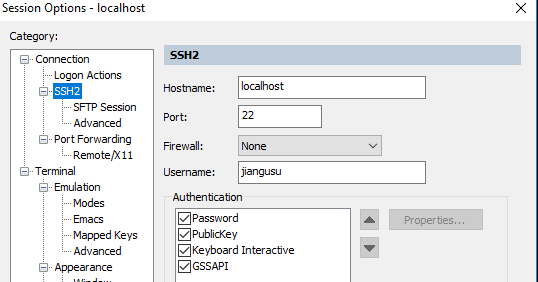 Session Options - localhost
Category:
Connection
Logon Actions
SSH2
SFTP Session
Advanced
Port Forwarding
Remote/X11
Terminal
Emulation
Modes
Emacs
Mapped Keys
Advanced
Appearance
Window
SSH2
Hostname: localhost
Port: 22
Firewall: None
Username: jiangusu
Authentication
Password
PublicKey
Keyboard Interactive
GSSAPI
Properties...